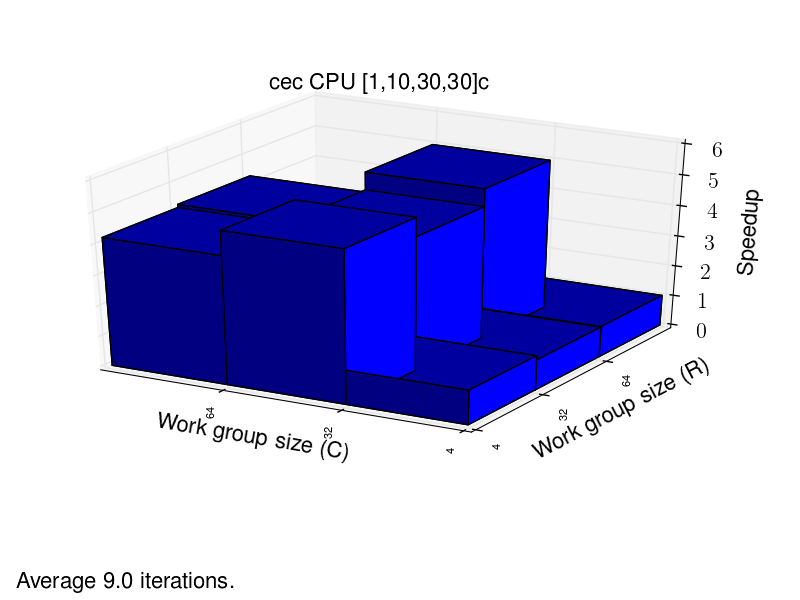 cec CPU [1,10,30,30]c
6
5
4
3
2
1
0
Speedup
64
32
4
Work group size (C)
4
32
64
Work group size (R)
Average 9.0 iterations.